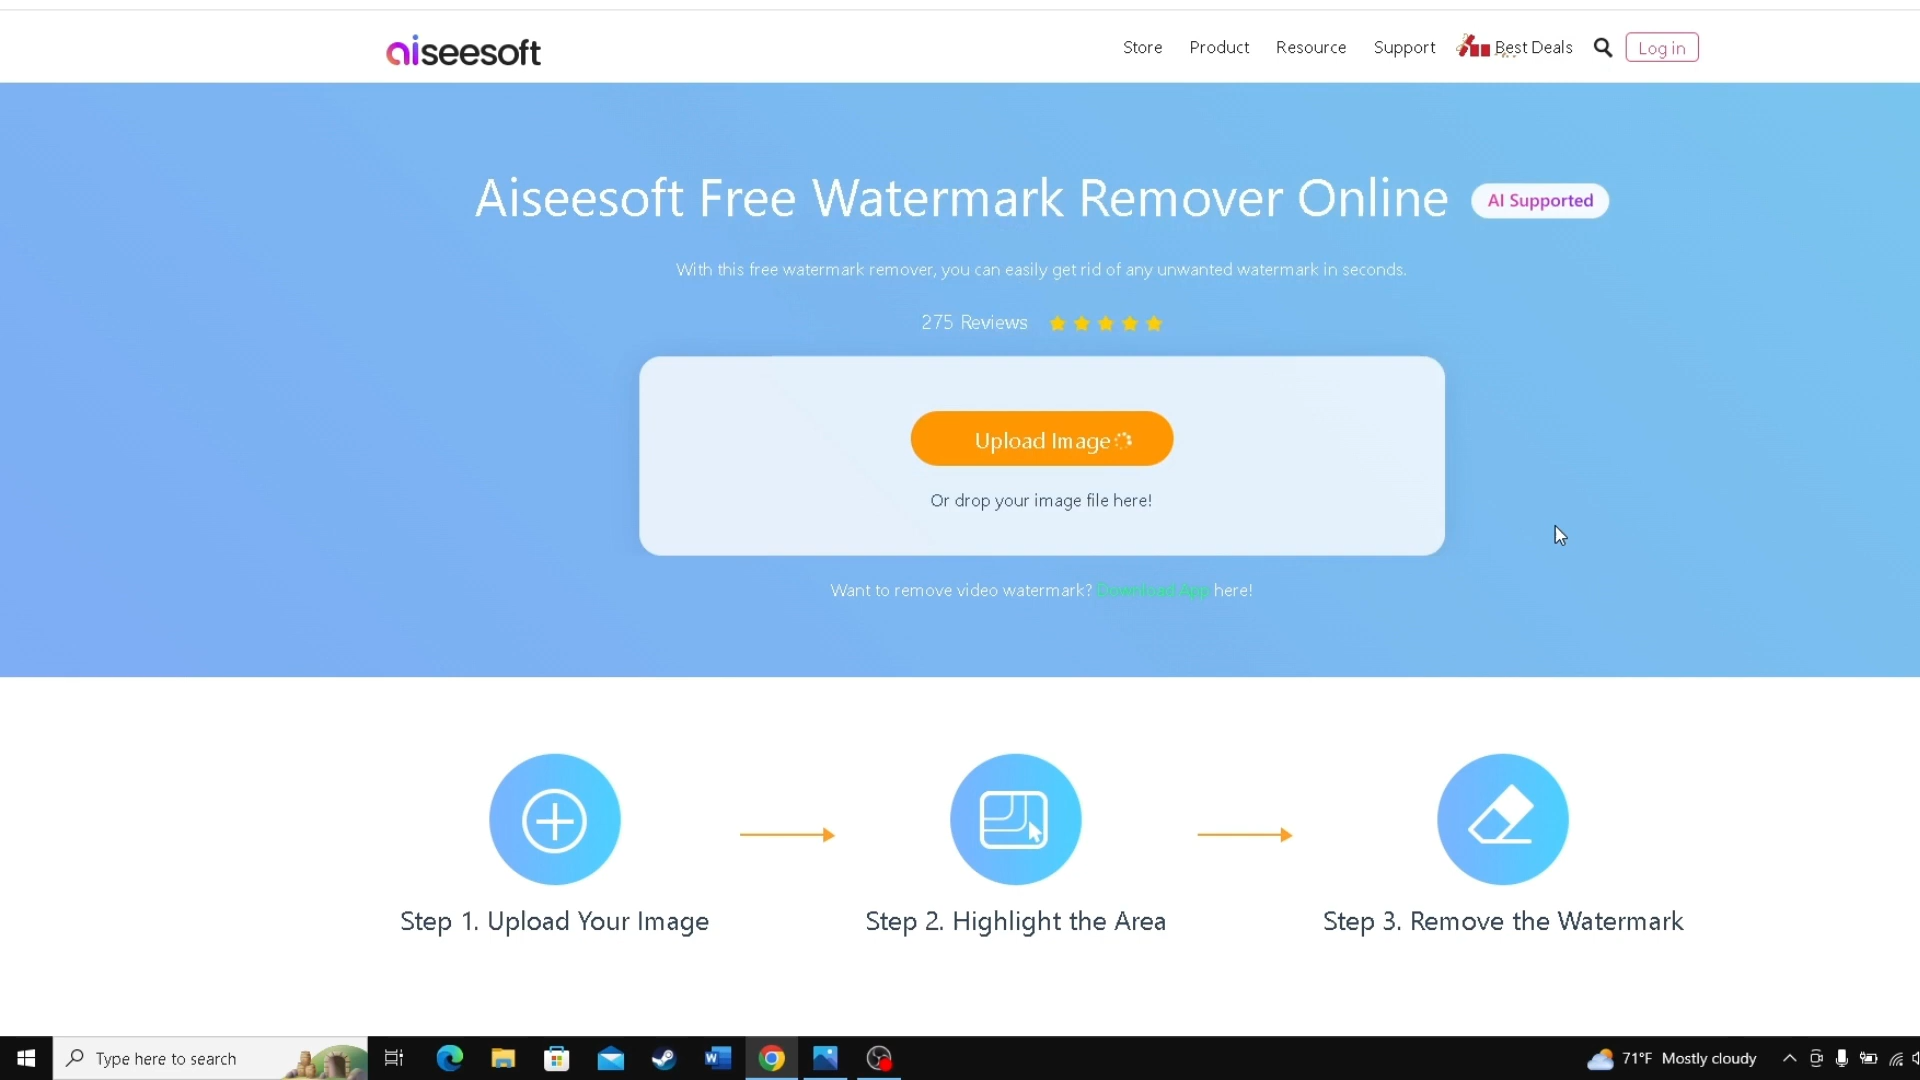 aiseesoft
Store Product Resource Support Best Deals Log in
Aiseesoft Free Watermark Remover Online AI Supported
With this free watermark remover, you can easily get rid of any unwanted watermark in seconds.
275 Reviews
Upload Image
Or drop your image file here!
Want to remove video watermark? Download App here!
Step 1. Upload Your Image
Step 2. Highlight the Area
Step 3. Remove the Watermark
Type here to search
71°F Mostly cloudy